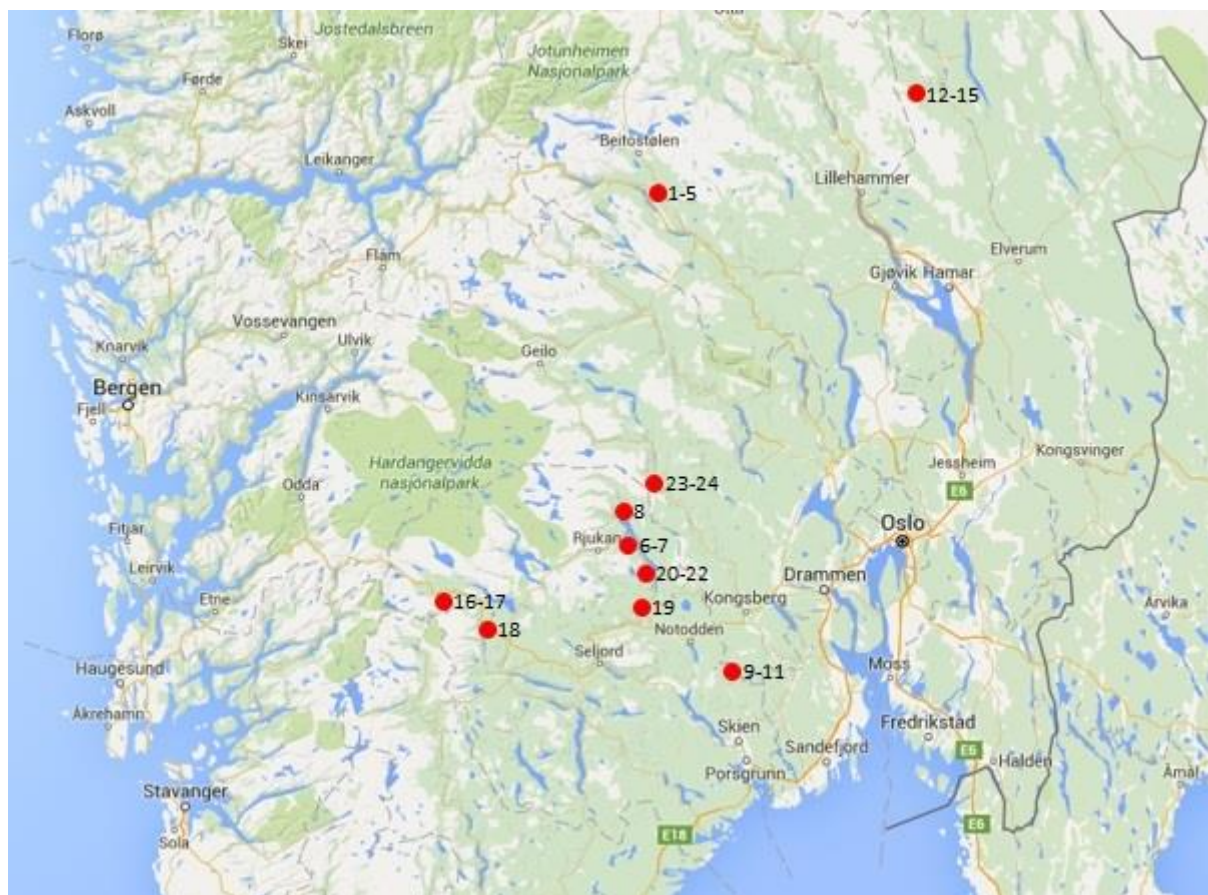 Florø
Skei
Jostedalsbreen
Jotunheimen
Nasjonalpark
Førde
12-15
Askvoll
Beitostølen
Leikanger
Lillehammer
1-5
Flåm
Elverum
Gjøvik Hamar
Vossevangen
Ulvik
Knarvik
Geilo
Bergen
Kinsarvik
Fjell
Kongsvinger
Hardangervidda
nasjonalpark
Jessheim
Odda
23-24
E6
8
Fitjar
Oslo
Rjukan
6-7
Leirvik
20-22
Drammen
Etne
16-17
19
Kongsberg
Arvika
18
Notodden
Seljord
Haugesund
9-11
Moss
Åkrehamn
Skien
Fredrikstad
Sandefjord
E6
Halden
Porsgrunn
Åmål
Stavanger
E18
E6
Sola